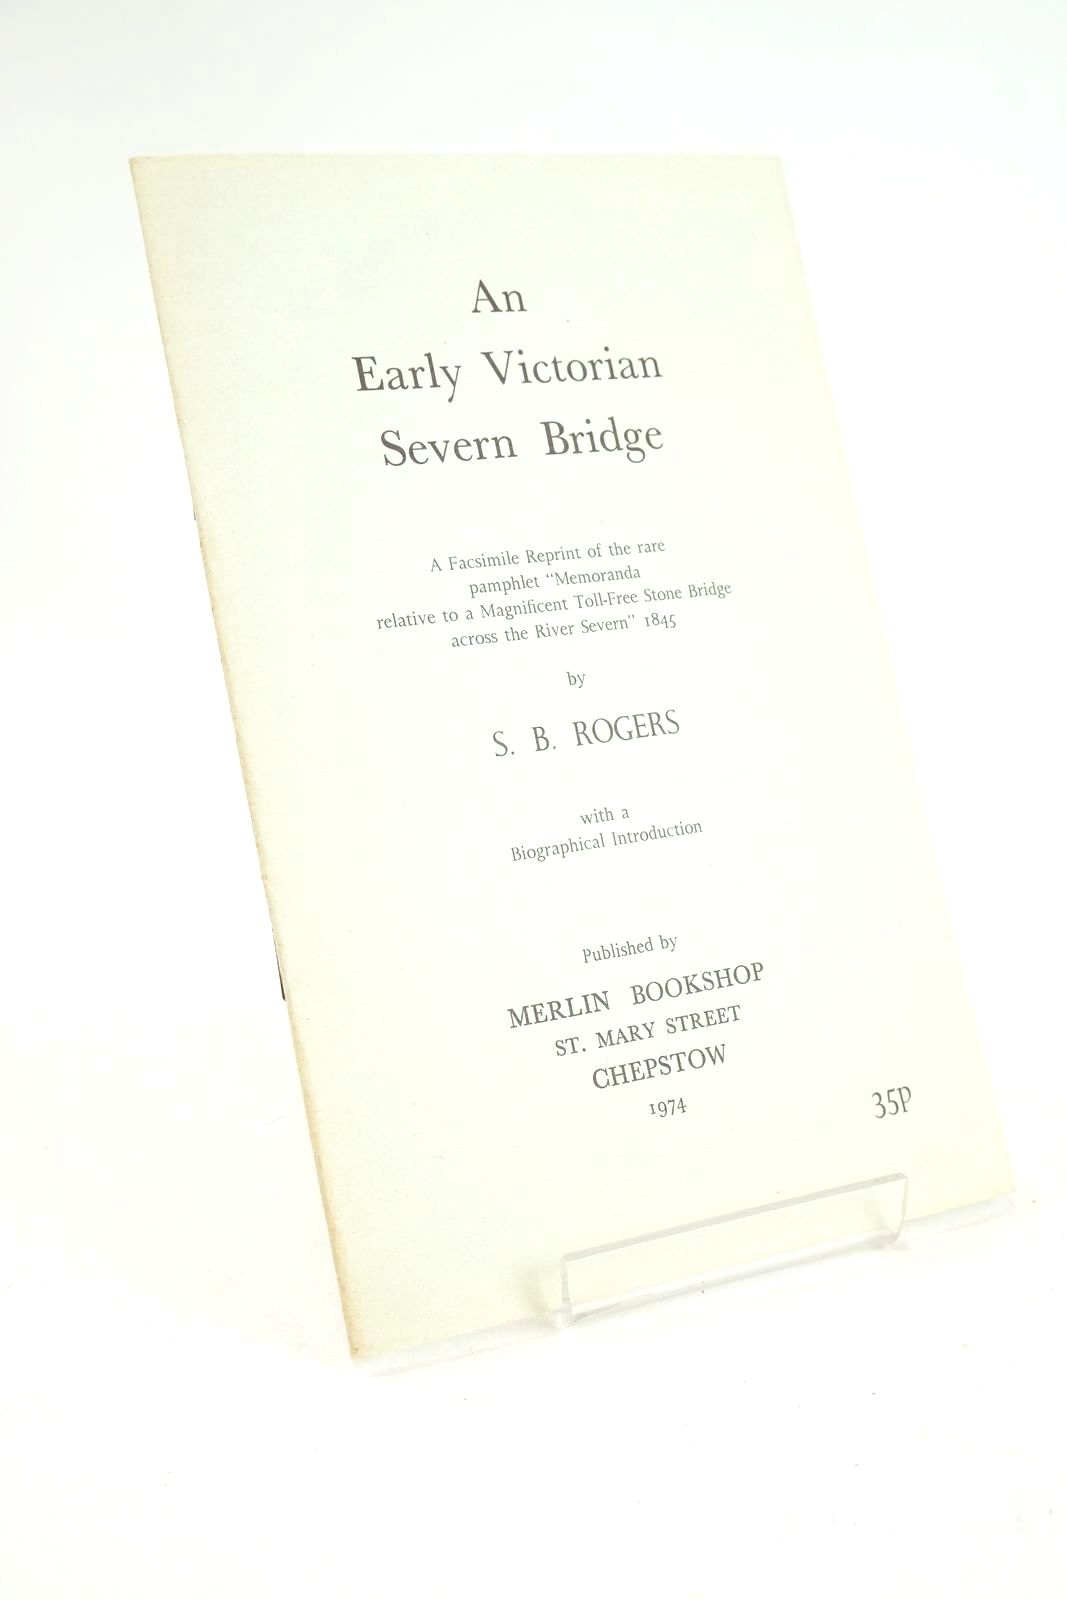 An
Early Victorian
Severn Bridge
A Facsimile Reprint of the rare
pamphlet “Memoranda
relative to a Magnificent Toll-Free Stone Bridge
across the River Severn” 1845
by
S. B. ROGERS
with a
Biographical Introduction
Published by
MERLIN BOOKSHOP
ST. MARY STREET
CHEPSTOW
1974
35P